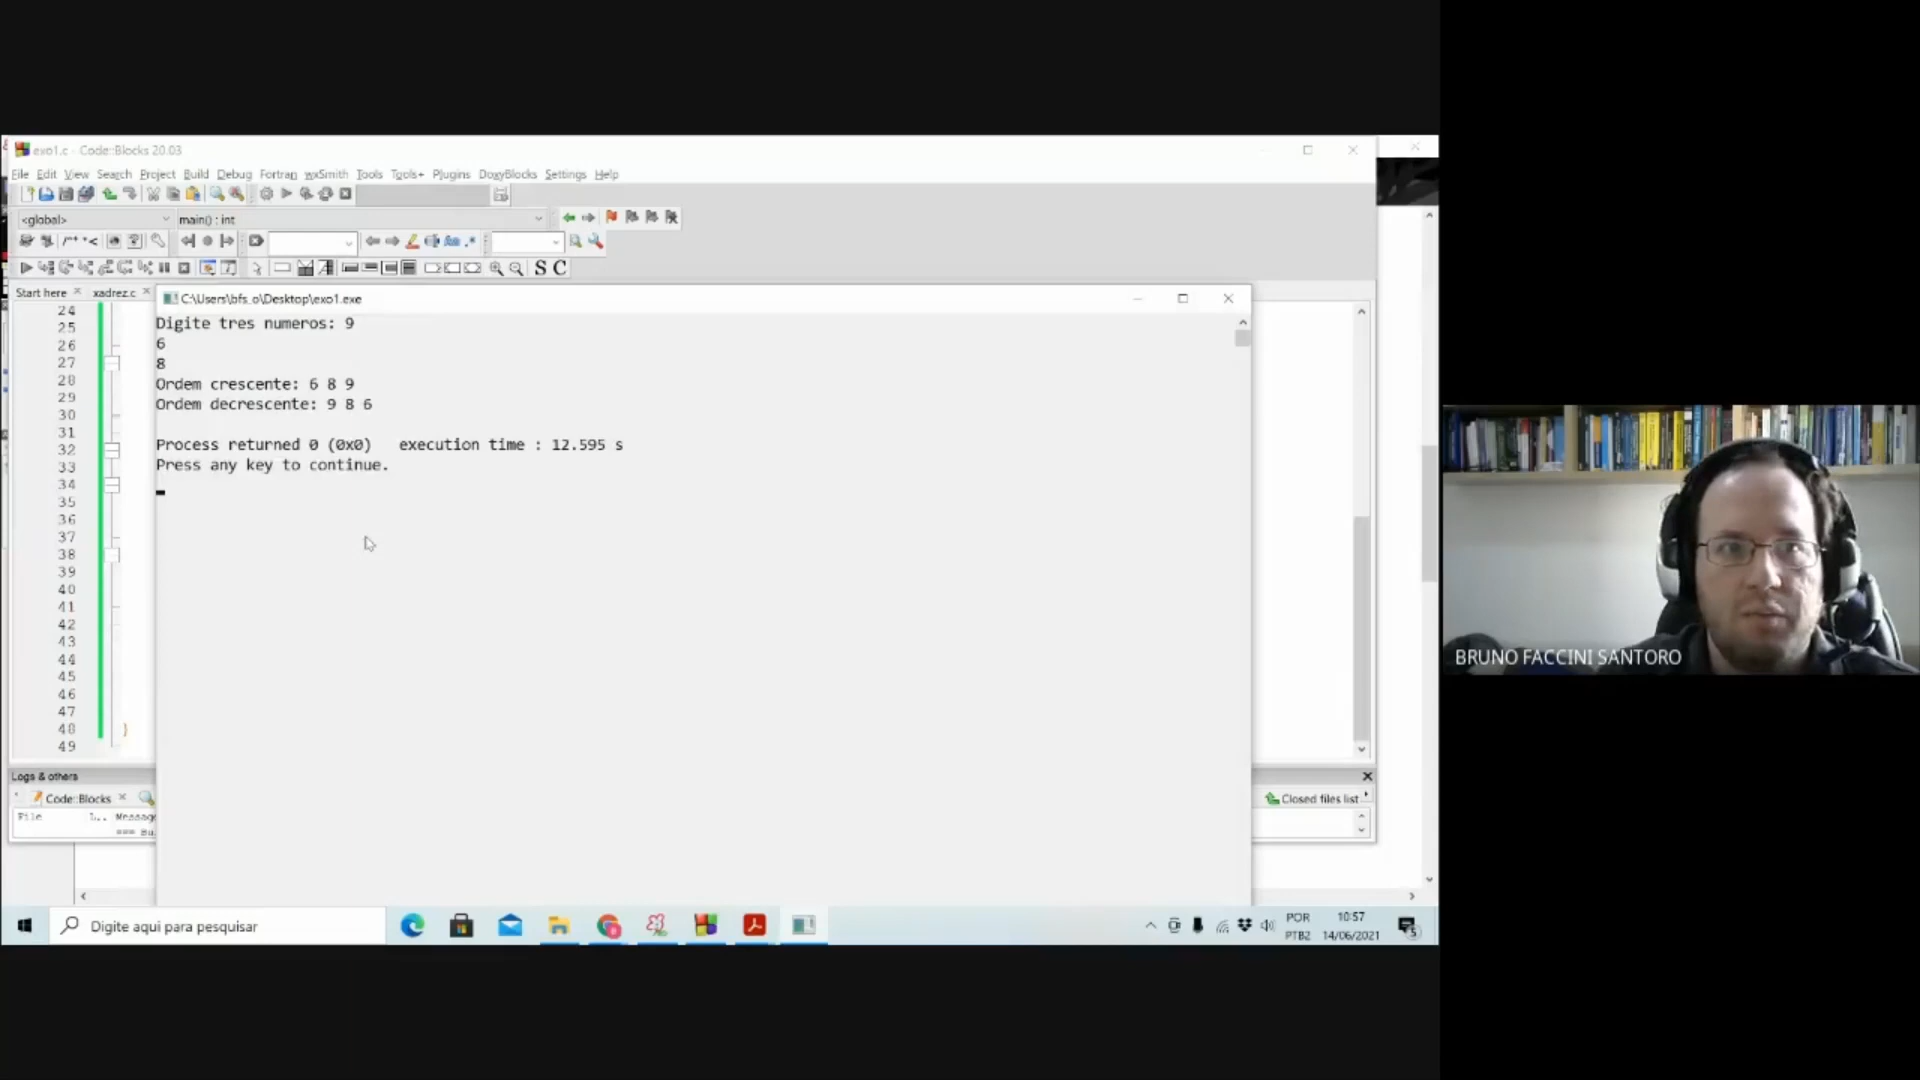 exo1.c - Code::Blocks 20.03
File Edit View Search Project Build Debug Fortran wxSmith Tools Tools+ Plugins DoxyBlocks Settings Help
<global> main() : int
S C
Start here xadrez.c
C:\Users\bfs_o\Desktop\exo1.exe
24
25
26
27
28
29
30
31
32
33
34
35
36
37
38
39
40
41
42
43
44
45
46
47
48 }
49
Digite tres numeros: 9
6
8
Ordem crescente: 6 8 9
Ordem decrescente: 9 8 6
Process returned 0 (0x0)   execution time : 12.595 s
Press any key to continue.
Logs & others
Code::Blocks
Closed files list
File L.. Message
=== Bu
Digite aqui para pesquisar
POR
PTB2
10:57
14/06/2021
5
BRUNO FACCINI SANTORO